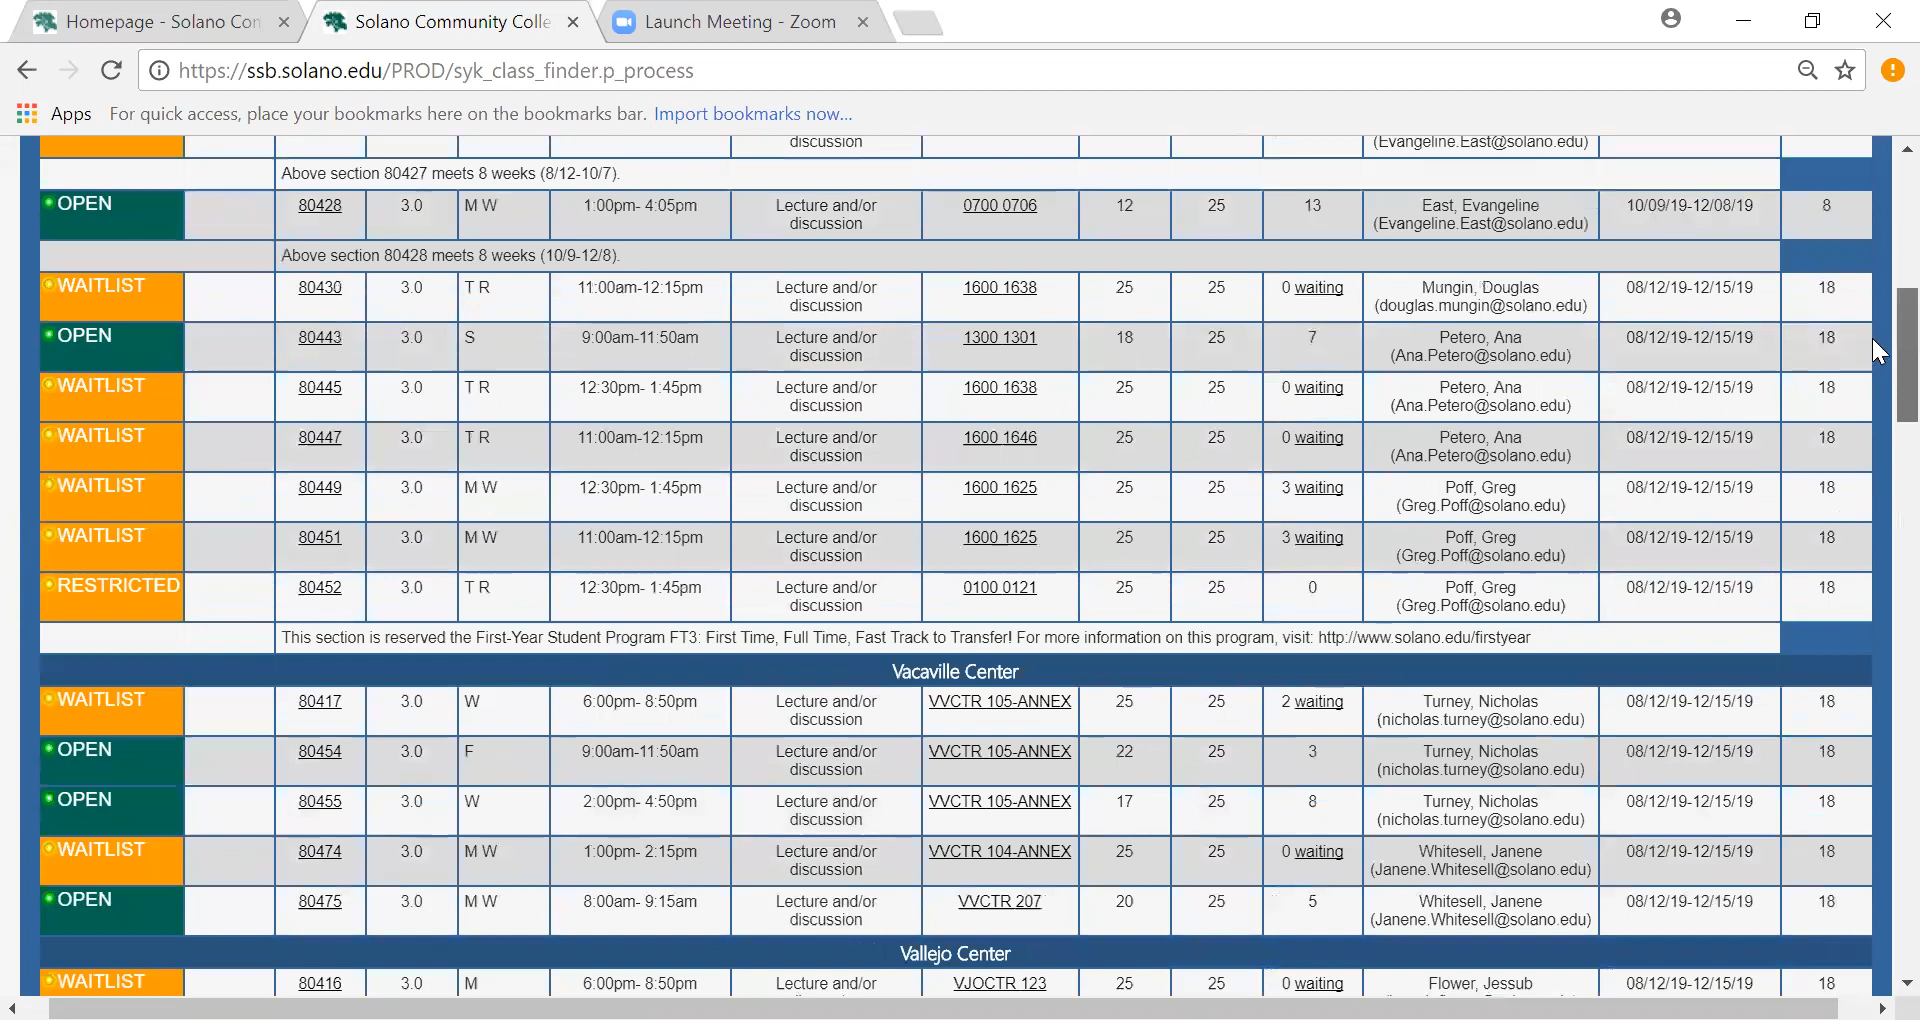 Homepage - Solano Con
Solano Community Colle
Launch Meeting - Zoom
https://ssb.solano.edu/PROD/syk_class_finder.p_process
Apps For quick access, place your bookmarks here on the bookmarks bar. Import bookmarks now...
discussion (Evangeline.East@solano.edu)
Above section 80427 meets 8 weeks (8/12-10/7).
OPEN 80428 3.0 M W 1:00pm- 4:05pm Lecture and/or 0700 0706 12 25 13 East, Evangeline 10/09/19-12/08/19 8
discussion (Evangeline.East@solano.edu)
Above section 80428 meets 8 weeks (10/9-12/8).
WAITLIST 80430 3.0 T R 11:00am-12:15pm Lecture and/or 1600 1638 25 25 0 waiting Mungin, Douglas 08/12/19-12/15/19 18
discussion (douglas.mungin@solano.edu)
OPEN 80443 3.0 S 9:00am-11:50am Lecture and/or 1300 1301 18 25 7 Petero, Ana 08/12/19-12/15/19 18
discussion (Ana.Petero@solano.edu)
WAITLIST 80445 3.0 T R 12:30pm- 1:45pm Lecture and/or 1600 1638 25 25 0 waiting Petero, Ana 08/12/19-12/15/19 18
discussion (Ana.Petero@solano.edu)
WAITLIST 80447 3.0 T R 11:00am-12:15pm Lecture and/or 1600 1646 25 25 0 waiting Petero, Ana 08/12/19-12/15/19 18
discussion (Ana.Petero@solano.edu)
WAITLIST 80449 3.0 M W 12:30pm- 1:45pm Lecture and/or 1600 1625 25 25 3 waiting Poff, Greg 08/12/19-12/15/19 18
discussion (Greg.Poff@solano.edu)
WAITLIST 80451 3.0 M W 11:00am-12:15pm Lecture and/or 1600 1625 25 25 3 waiting Poff, Greg 08/12/19-12/15/19 18
discussion (Greg.Poff@solano.edu)
RESTRICTED 80452 3.0 T R 12:30pm- 1:45pm Lecture and/or 0100 0121 25 25 0 Poff, Greg 08/12/19-12/15/19 18
discussion (Greg.Poff@solano.edu)
This section is reserved the First-Year Student Program FT3: First Time, Full Time, Fast Track to Transfer! For more information on this program, visit: http://www.solano.edu/firstyear
Vacaville Center
WAITLIST 80417 3.0 W 6:00pm- 8:50pm Lecture and/or VVCTR 105-ANNEX 25 25 2 waiting Turney, Nicholas 08/12/19-12/15/19 18
discussion (nicholas.turney@solano.edu)
OPEN 80454 3.0 F 9:00am-11:50am Lecture and/or VVCTR 105-ANNEX 22 25 3 Turney, Nicholas 08/12/19-12/15/19 18
discussion (nicholas.turney@solano.edu)
OPEN 80455 3.0 W 2:00pm- 4:50pm Lecture and/or VVCTR 105-ANNEX 17 25 8 Turney, Nicholas 08/12/19-12/15/19 18
discussion (nicholas.turney@solano.edu)
WAITLIST 80474 3.0 M W 1:00pm- 2:15pm Lecture and/or VVCTR 104-ANNEX 25 25 0 waiting Whitesell, Janene 08/12/19-12/15/19 18
discussion (Janene.Whitesell@solano.edu)
OPEN 80475 3.0 M W 8:00am- 9:15am Lecture and/or VVCTR 207 20 25 5 Whitesell, Janene 08/12/19-12/15/19 18
discussion (Janene.Whitesell@solano.edu)
Vallejo Center
WAITLIST 80416 3.0 M 6:00pm- 8:50pm Lecture and/or VJOCTR 123 25 25 0 waiting Flower, Jessub 08/12/19-12/15/19 18